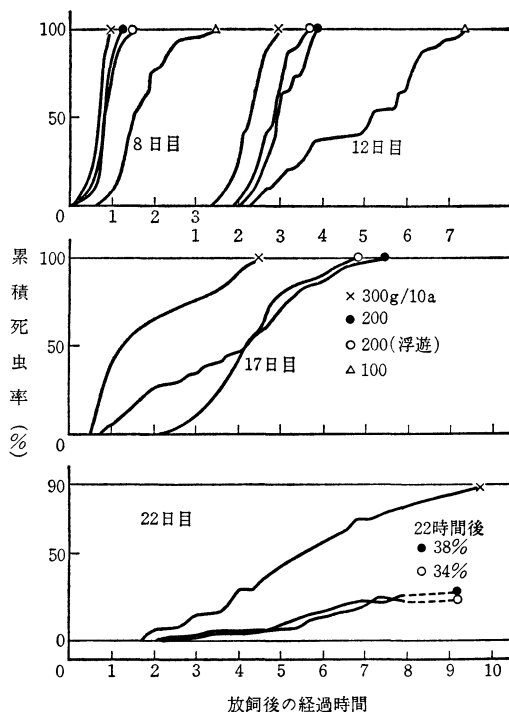 100
50
0
8日目
12日目
1 2 3
1 2 3 4 5 6 7
100
50
0
17日目
× 300g/10a
● 200
○ 200(浮遊)
△ 100
0 1 2 3 4 5 6 7 8 9
90
50
0
22日目
22時間後
● 38%
○ 34%
0 1 2 3 4 5 6 7 8 9 10
累積死虫率(%)
放飼後の経過時間